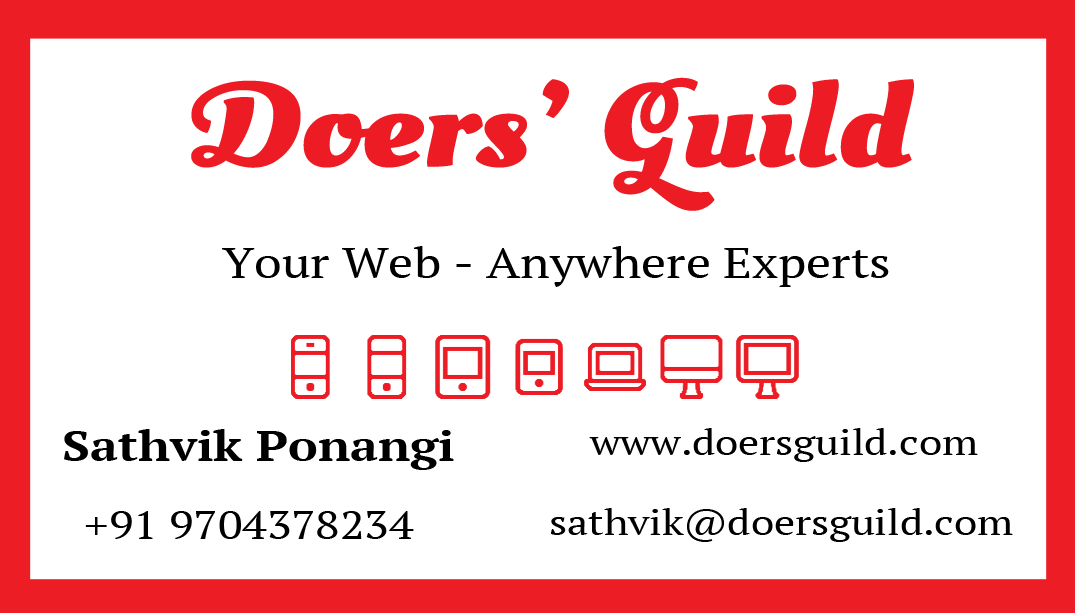 Doers’ Guild
Your Web - Anywhere Experts
Sathvik Ponangi
www.doersguild.com
+91 9704378234
sathvik@doersguild.com